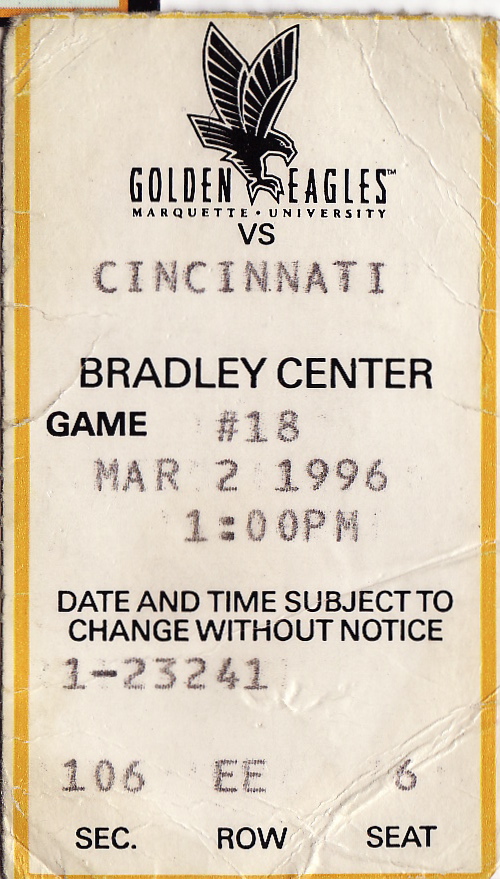 GOLDEN EAGLES™
MARQUETTE • UNIVERSITY
VS
CINCINNATI
BRADLEY CENTER
GAME #18
MAR 2 1996
1:00PM
DATE AND TIME SUBJECT TO
CHANGE WITHOUT NOTICE
1-23241
106 EE 6
SEC. ROW SEAT